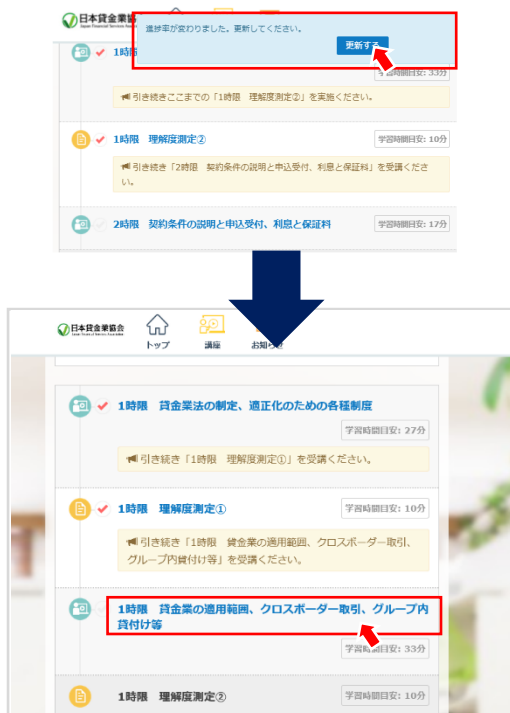 日本貸金業協
進捗率が変わりました。更新してください。
更新す
1時限
学習時間目安: 33分
引き続きここまでの「1時限 理解度測定②」を実施ください。
1時限 理解度測定②
学習時間目安: 10分
引き続き「2時限 契約条件の説明と申込受付、利息と保証料」を受講くださ
い。
2時限 契約条件の説明と申込受付、利息と保証料
学習時間目安: 17分
日本貸金業協会
トップ
講座
お知らせ
1時限 貸金業法の制定、適正化のための各種制度
学習時間目安: 27分
引き続き「1時限 理解度測定①」を受講ください。
1時限 理解度測定①
学習時間目安: 10分
引き続き「1時限 貸金業の適用範囲、クロスボーダー取引、
グループ内貸付け等」を受講ください。
1時限 貸金業の適用範囲、クロスボーダー取引、グループ内
貸付け等
学習時間目安: 33分
1時限 理解度測定②
学習時間目安: 10分